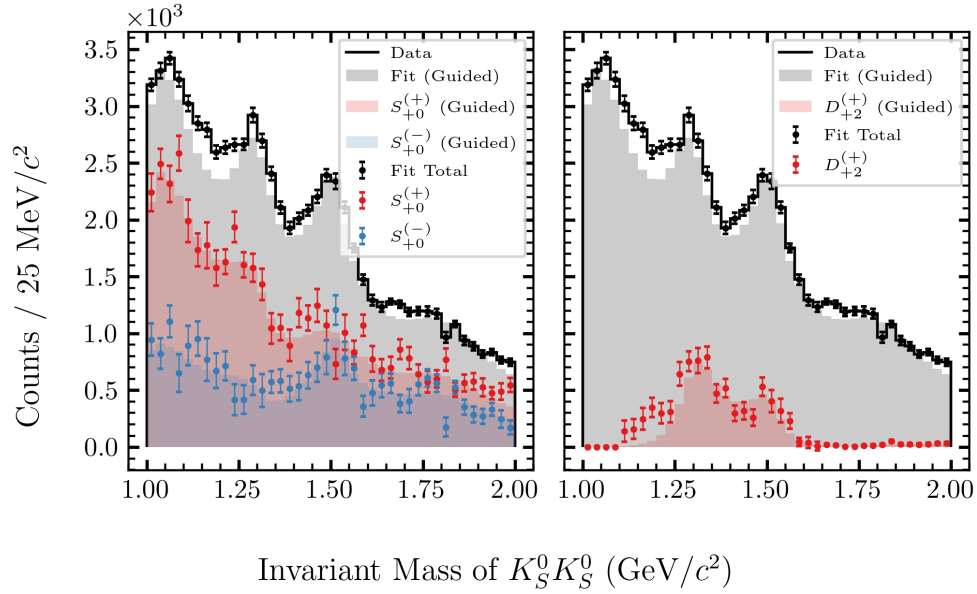 ×10³
Counts / 25 MeV/c²
3.5
3.0
2.5
2.0
1.5
1.0
0.5
0.0
Data
Fit (Guided)
S₊₀⁽⁺⁾ (Guided)
S₊₀⁽⁻⁾ (Guided)
Fit Total
S₊₀⁽⁺⁾
S₊₀⁽⁻⁾
1.00 1.25 1.50 1.75 2.00
Data
Fit (Guided)
D₊₂⁽⁺⁾ (Guided)
Fit Total
D₊₂⁽⁺⁾
1.00 1.25 1.50 1.75 2.00
Invariant Mass of K_S⁰K_S⁰ (GeV/c²)